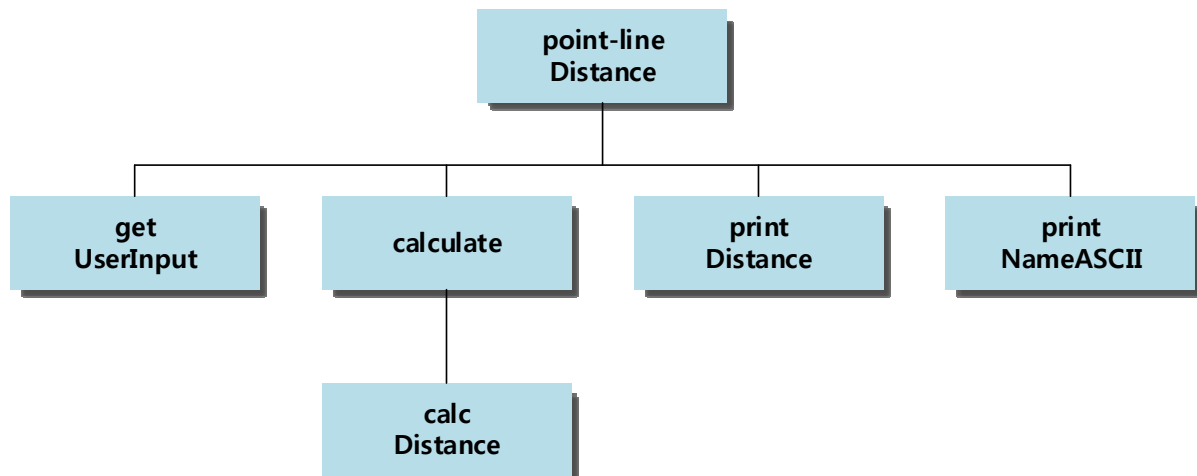 point-line
Distance
get
UserInput
calculate
print
Distance
print
NameASCII
calc
Distance